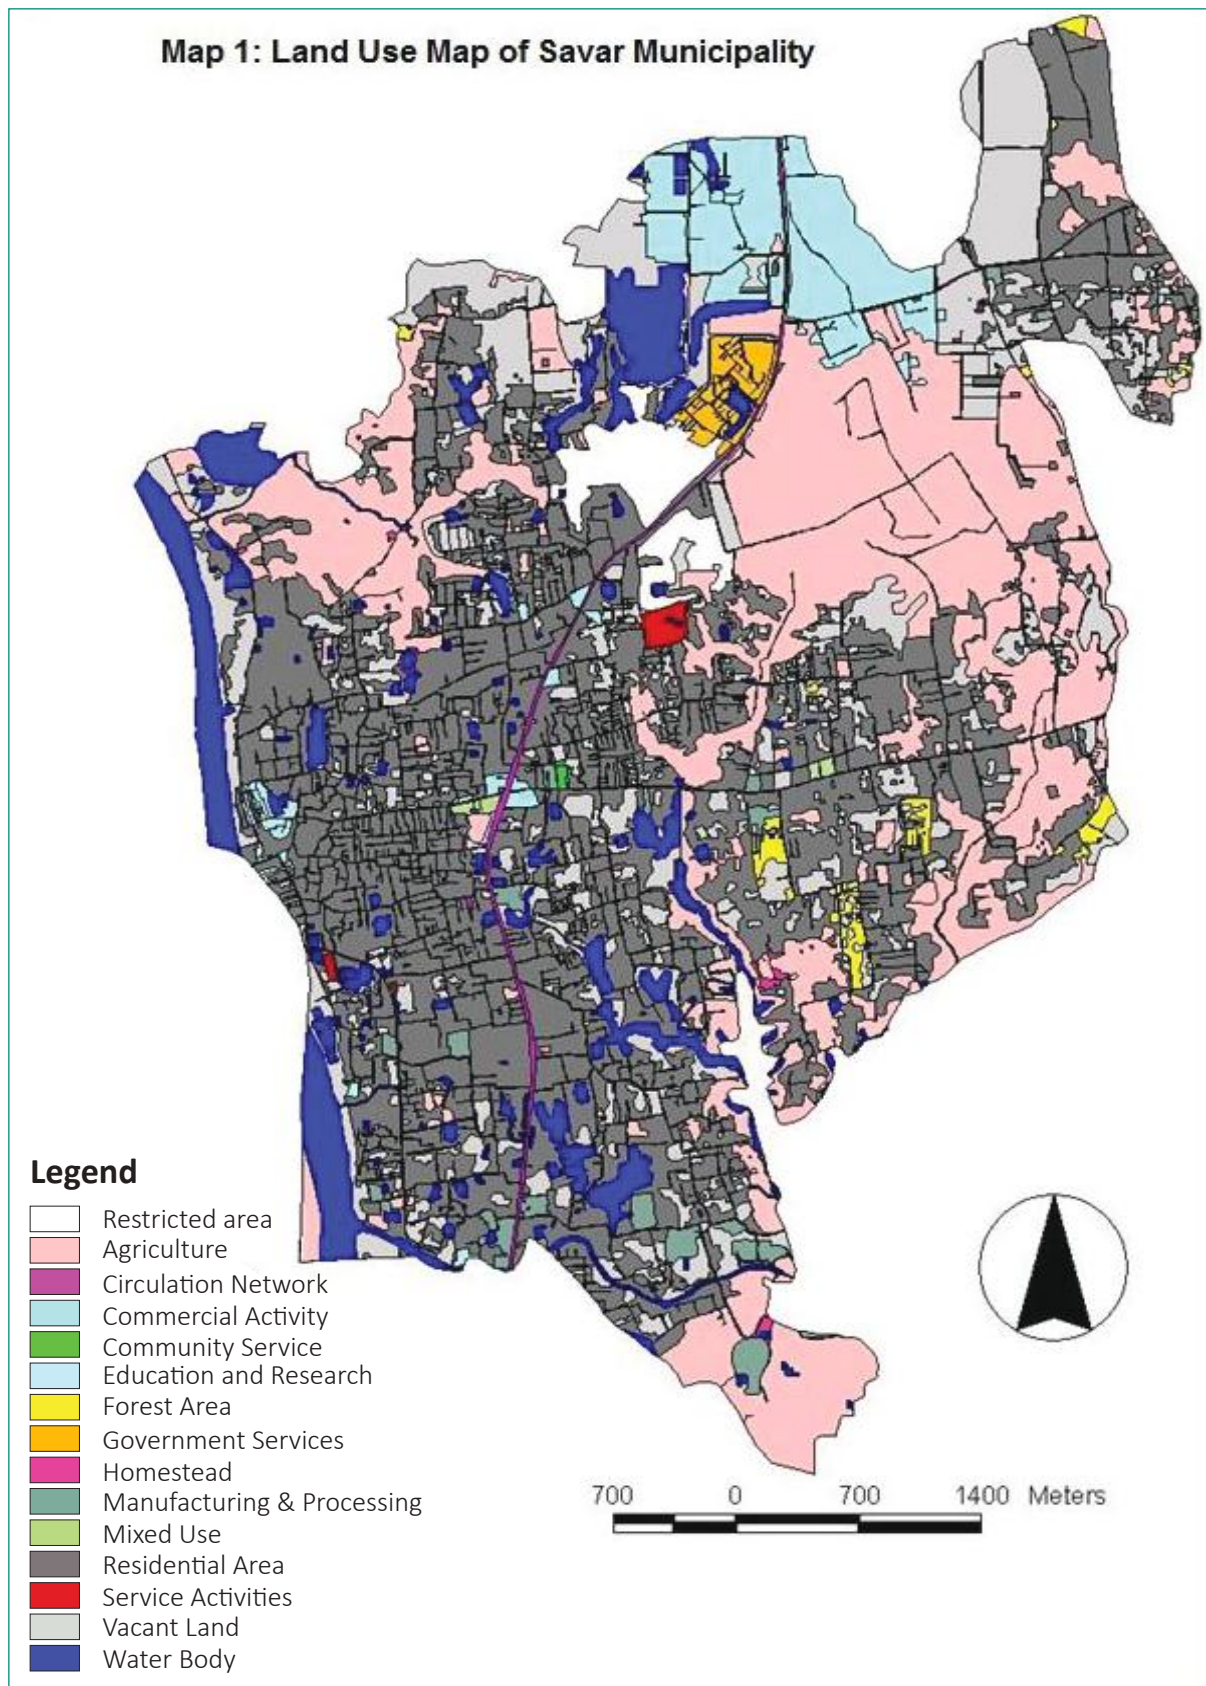 Map 1: Land Use Map of Savar Municipality
Legend
Restricted area
Agriculture
Circulation Network
Commercial Activity
Community Service
Education and Research
Forest Area
Government Services
Homestead
Manufacturing & Processing
Mixed Use
Residential Area
Service Activities
Vacant Land
Water Body
700 0 700 1400 Meters